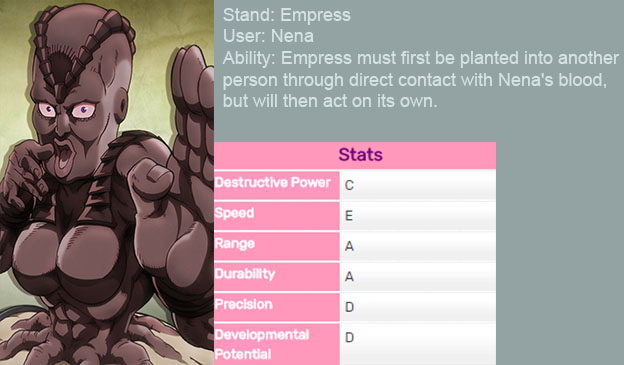 Stand: Empress
User: Nena
Ability: Empress must first be planted into another
person through direct contact with Nena's blood,
but will then act on its own.
Stats
Destructive Power C
Speed E
Range A
Durability A
Precision D
Developmental D
Potential